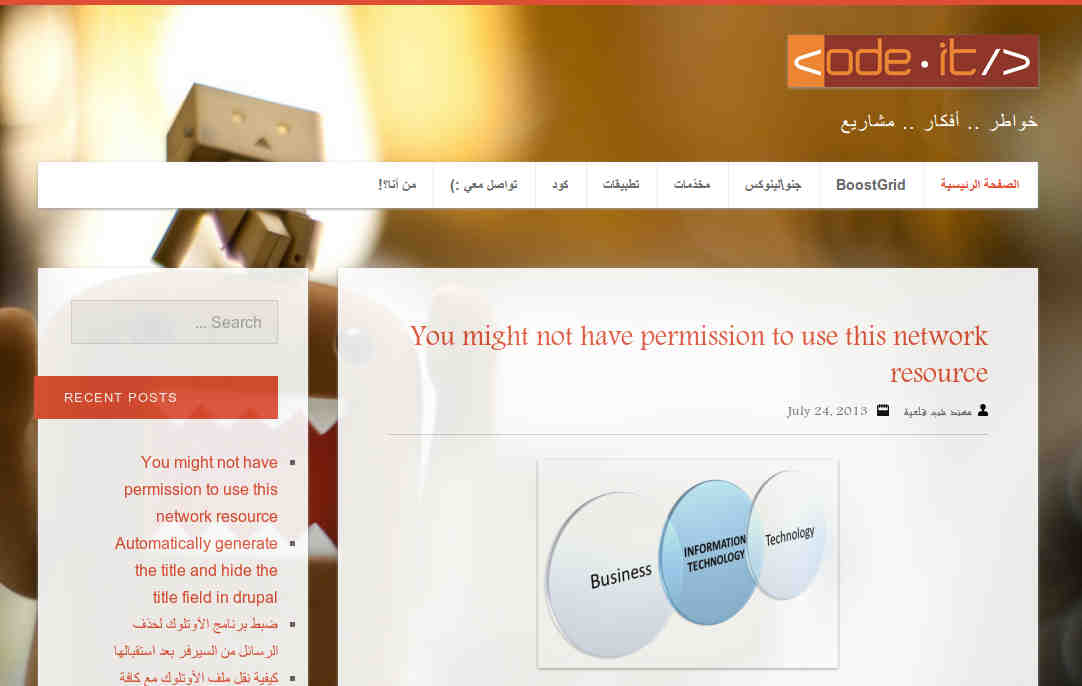 <ode·it/>
خواطر .. أفكار .. مشاريع
الصفحة الرئيسية
BoostGrid
جنو\لينوكس
مخدمات
تطبيقات
كود
تواصل معي :)
من أنا؟!
Search ...
RECENT POSTS
You might not have
permission to use this
network resource
Automatically generate
the title and hide the
title field in drupal
ضبط برنامج الأوتلوك لحذف
الرسائل من السيرفر بعد استقبالها
كيفية نقل ملف الأوتلوك مع كافة
You might not have permission to use this network
resource
July 24, 2013
Business
INFORMATION
TECHNOLOGY
Technology